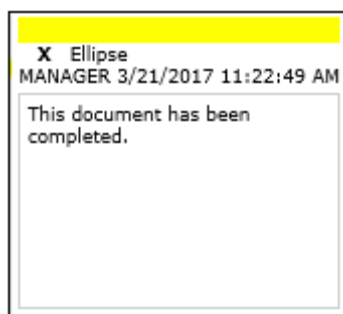 X Ellipse
MANAGER 3/21/2017 11:22:49 AM
This document has been
completed.